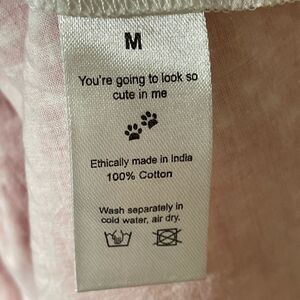 M
You're going to look so
cute in me
Ethically made in India
100% Cotton
Wash separately in
cold water, air dry.